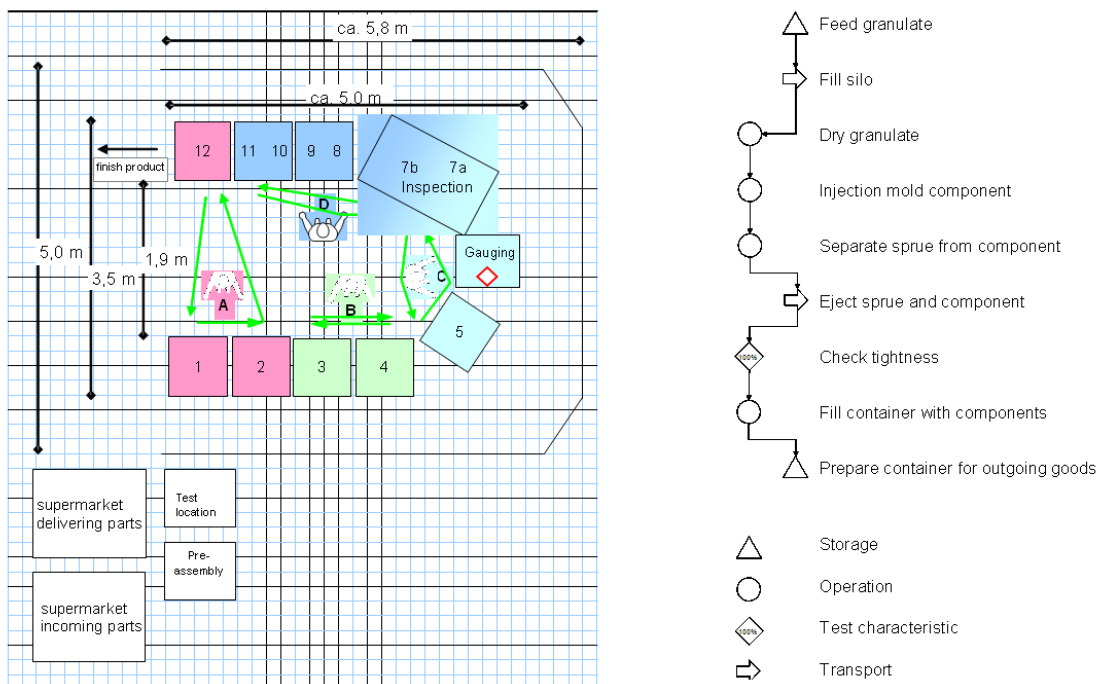 ca. 5,8 m
ca. 5.0 m
12
11 10
9 8
7b 7a
Inspection
finish product
D
5,0 m
3,5 m
1,9 m
Gauging
A
B
C
5
1
2
3
4
supermarket
delivering parts
Test
location
Pre-
assembly
supermarket
incoming parts
Feed granulate
Fill silo
Dry granulate
Injection mold component
Separate sprue from component
Eject sprue and component
100%
Check tightness
Fill container with components
Prepare container for outgoing goods
Storage
Operation
100%
Test characteristic
Transport